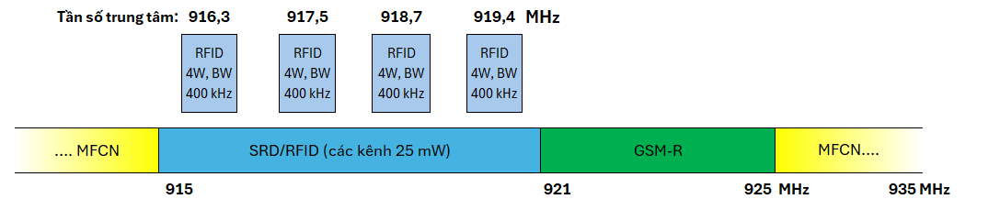 Tần số trung tâm: 916,3 917,5 918,7 919,4 MHz
RFID
4W, BW
400 kHz
RFID
4W, BW
400 kHz
RFID
4W, BW
400 kHz
RFID
4W, BW
400 kHz
.... MFCN
SRD/RFID (các kênh 25 mW)
GSM-R
MFCN....
915 921 925 MHz 935 MHz